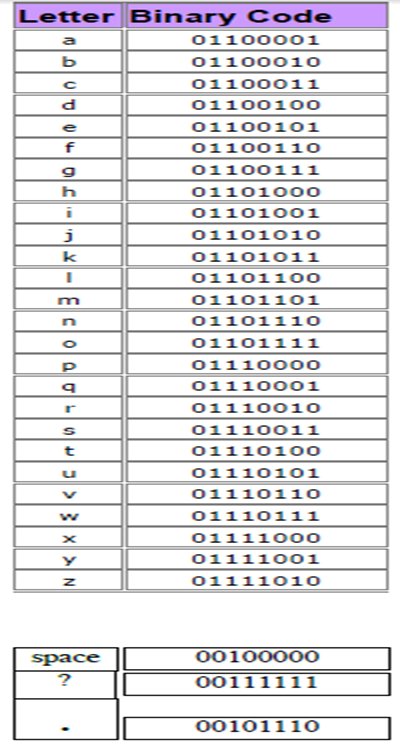 Letter Binary Code
a 01100001
b 01100010
c 01100011
d 01100100
e 01100101
f 01100110
g 01100111
h 01101000
i 01101001
j 01101010
k 01101011
l 01101100
m 01101101
n 01101110
o 01101111
p 01110000
q 01110001
r 01110010
s 01110011
t 01110100
u 01110101
v 01110110
w 01110111
x 01111000
y 01111001
z 01111010
space 00100000
? 00111111
. 00101110